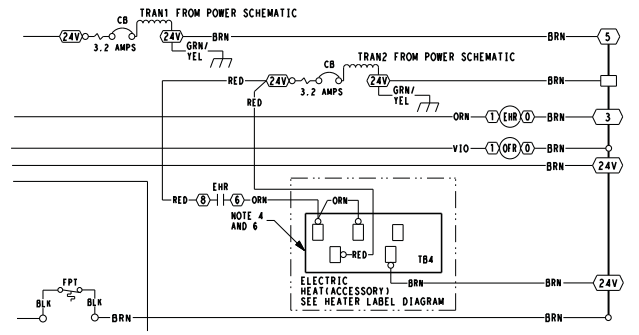 TRAN1 FROM POWER SCHEMATIC
CB
24V
3.2 AMPS
24V
GRN/
YEL
BRN
BRN
5
TRAN2 FROM POWER SCHEMATIC
CB
RED
24V
3.2 AMPS
24V
GRN/
YEL
BRN
RED
ORN
1
EHR
0
BRN
3
VIO
1
OFR
0
BRN
BRN
24V
EHR
RED
8
6
ORN
ORN
NOTE 4
AND 6
RED
TB4
ELECTRIC
HEAT(ACCESSORY)
SEE HEATER LABEL DIAGRAM
BRN
BRN
24V
FPT
BLK
BLK
BRN
BRN